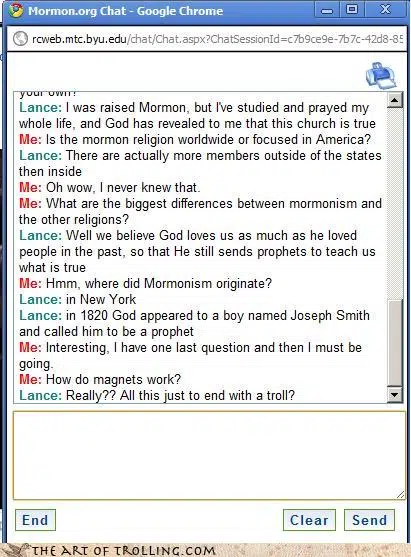 Mormon.org Chat - Google Chrome
rcweb.mtc.byu.edu/chat/Chat.aspx?ChatSessionId=c7b9ce9e-7b7c-42d8-85
your own?
Lance: I was raised Mormon, but I've studied and prayed my
whole life, and God has revealed to me that this church is true
Me: Is the mormon religion worldwide or focused in America?
Lance: There are actually more members outside of the states
then inside
Me: Oh wow, I never knew that.
Me: What are the biggest differences between mormonism and
the other religions?
Lance: Well we believe God loves us as much as he loved
people in the past, so that He still sends prophets to teach us
what is true
Me: Hmm, where did Mormonism originate?
Lance: in New York
Lance: in 1820 God appeared to a boy named Joseph Smith
and called him to be a prophet
Me: Interesting, I have one last question and then I must be
going.
Me: How do magnets work?
Lance: Really?? All this just to end with a troll?
End Clear Send
THE ART OF TROLLING.COM